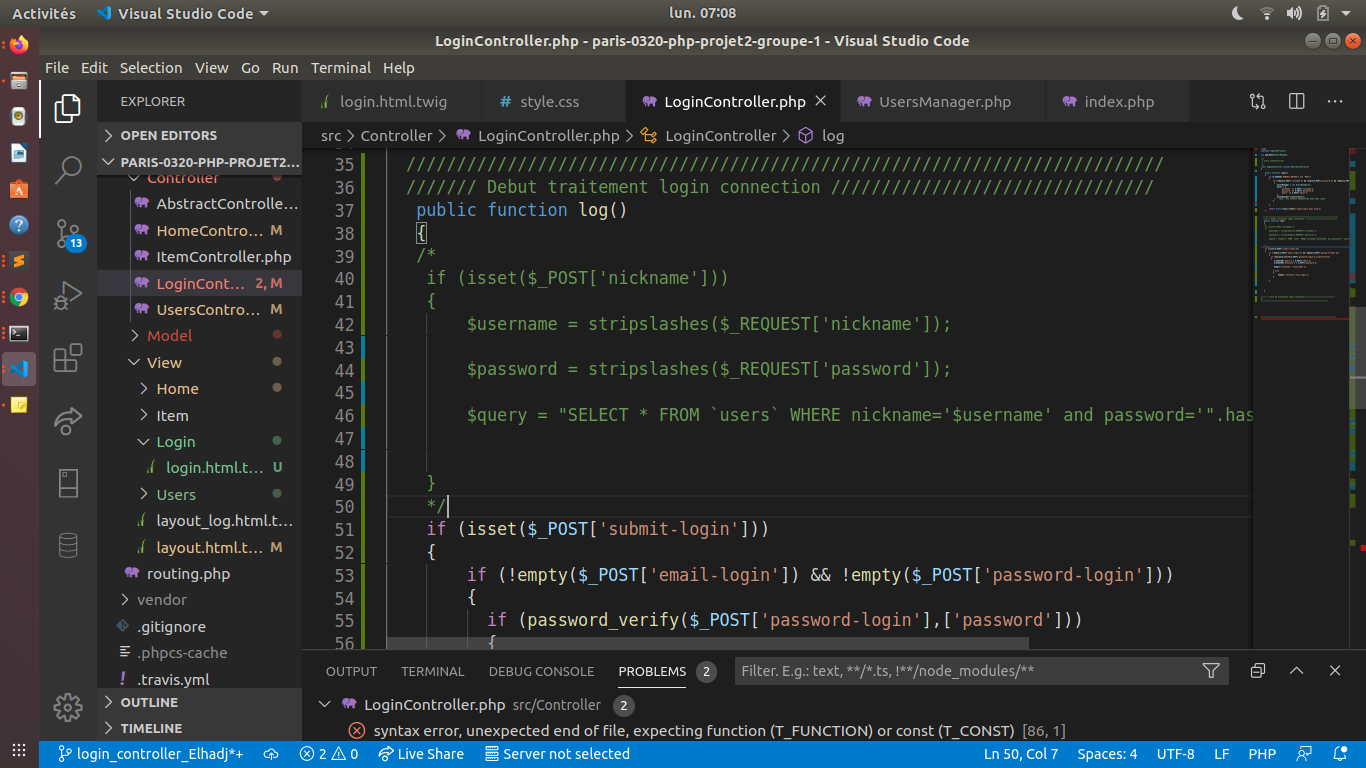 Activités
Visual Studio Code
lun. 07:08
LoginController.php - paris-0320-php-projet2-groupe-1 - Visual Studio Code
File Edit Selection View Go Run Terminal Help
EXPLORER
OPEN EDITORS
PARIS-0320-PHP-PROJET2...
Controller
AbstractControlle...
HomeContro... M
ItemController.php
LoginCont... 2, M
UsersContro... M
Model
View
Home
Item
Login
login.html.t... U
Users
layout_log.html.t...
layout.html.t... M
routing.php
vendor
.gitignore
.phpcs-cache
.travis.yml
OUTLINE
TIMELINE
13
login.html.twig
style.css
LoginController.php
UsersManager.php
index.php
src > Controller > LoginController.php > LoginController > log
35 ///////////////////////////////////////////////////////////////////////////
36 /////// Debut traitement login connection ////////////////////////////////
37 public function log()
38 {
39 /*
40 if (isset($_POST['nickname']))
41 {
42 $username = stripslashes($_REQUEST['nickname']);
43
44 $password = stripslashes($_REQUEST['password']);
45
46 $query = "SELECT * FROM `users` WHERE nickname='$username' and password='".has
47
48
49 }
50 */
51 if (isset($_POST['submit-login']))
52 {
53 if (!empty($_POST['email-login']) && !empty($_POST['password-login']))
54 {
55 if (password_verify($_POST['password-login'],['password']))
56 {
OUTPUT TERMINAL DEBUG CONSOLE PROBLEMS 2
Filter. E.g.: text, **/*.ts, !**/node_modules/**
LoginController.php src/Controller 2
syntax error, unexpected end of file, expecting function (T_FUNCTION) or const (T_CONST) [86, 1]
login_controller_Elhadj*+
2 0
Live Share
Server not selected
Ln 50, Col 7
Spaces: 4
UTF-8
LF
PHP